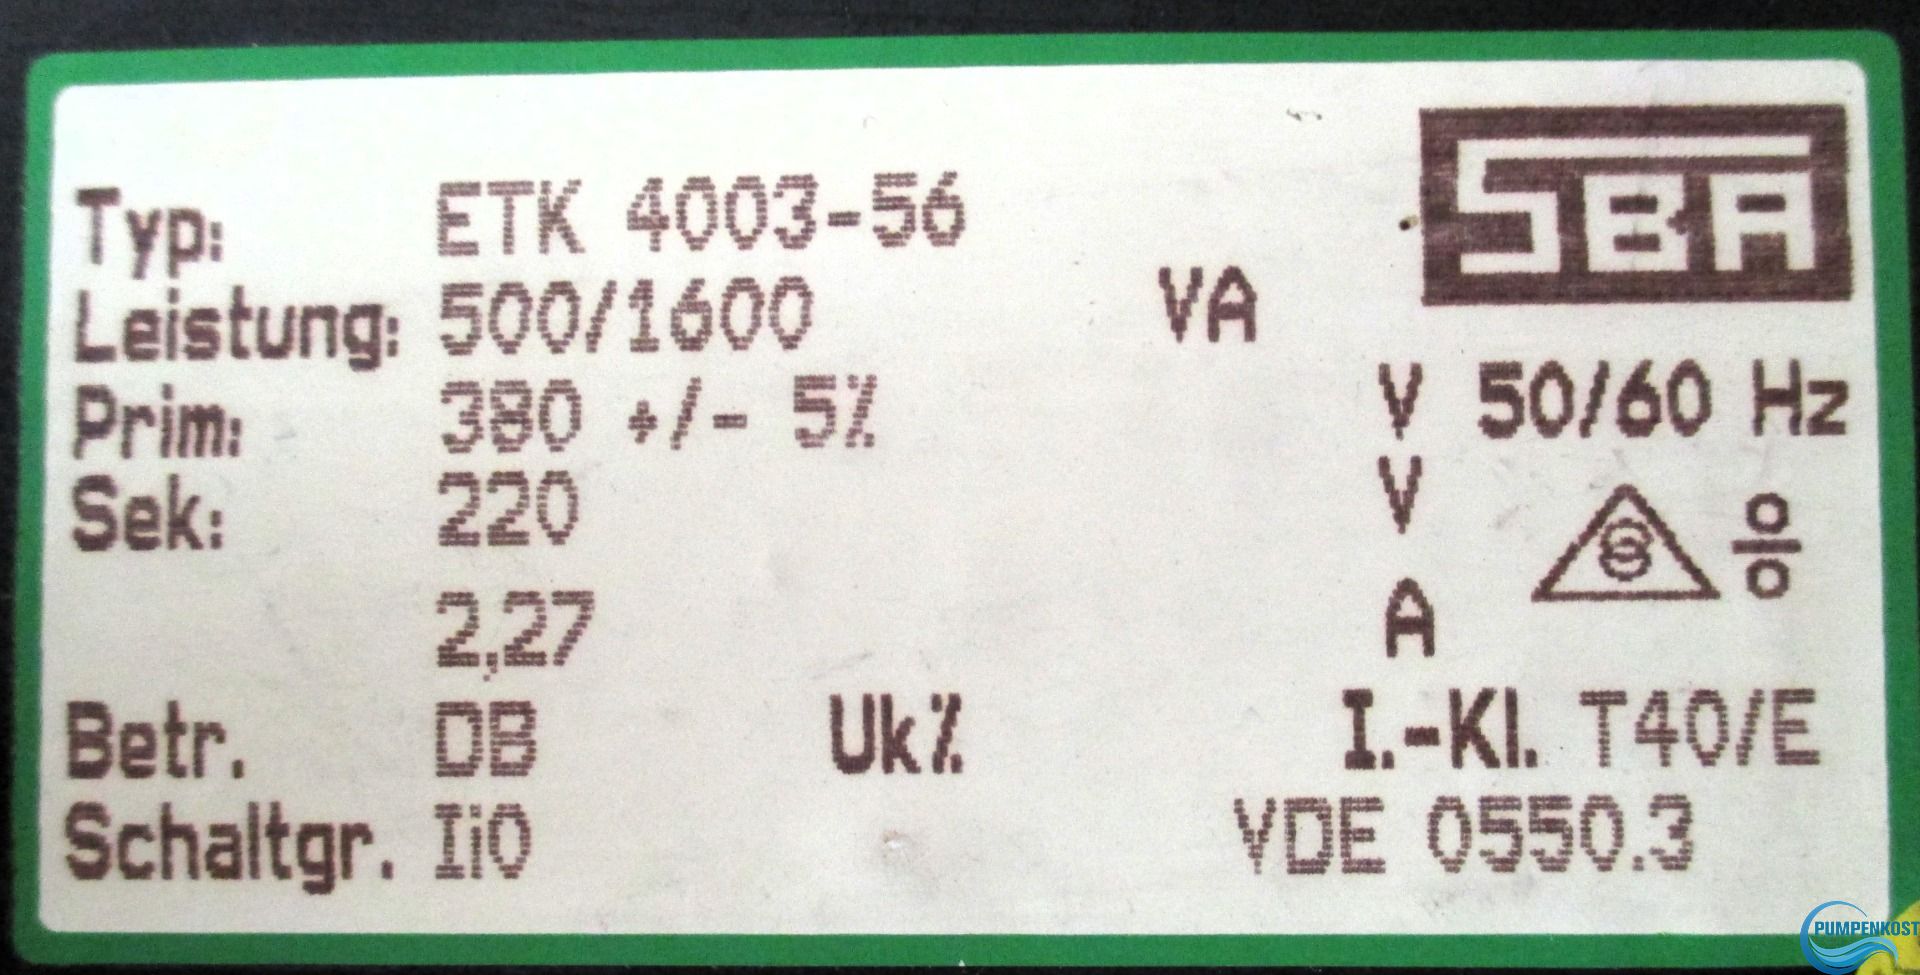 SBA
Typ: ETK 4003-56
Leistung: 500/1600 VA
Prim: 380 +/- 5% V 50/60 Hz
Sek: 220 V
2,27 A
Betr. DB Uk% I.-Kl. T40/E
Schaltgr. Ii0 VDE 0550.3
PUMPENKOST